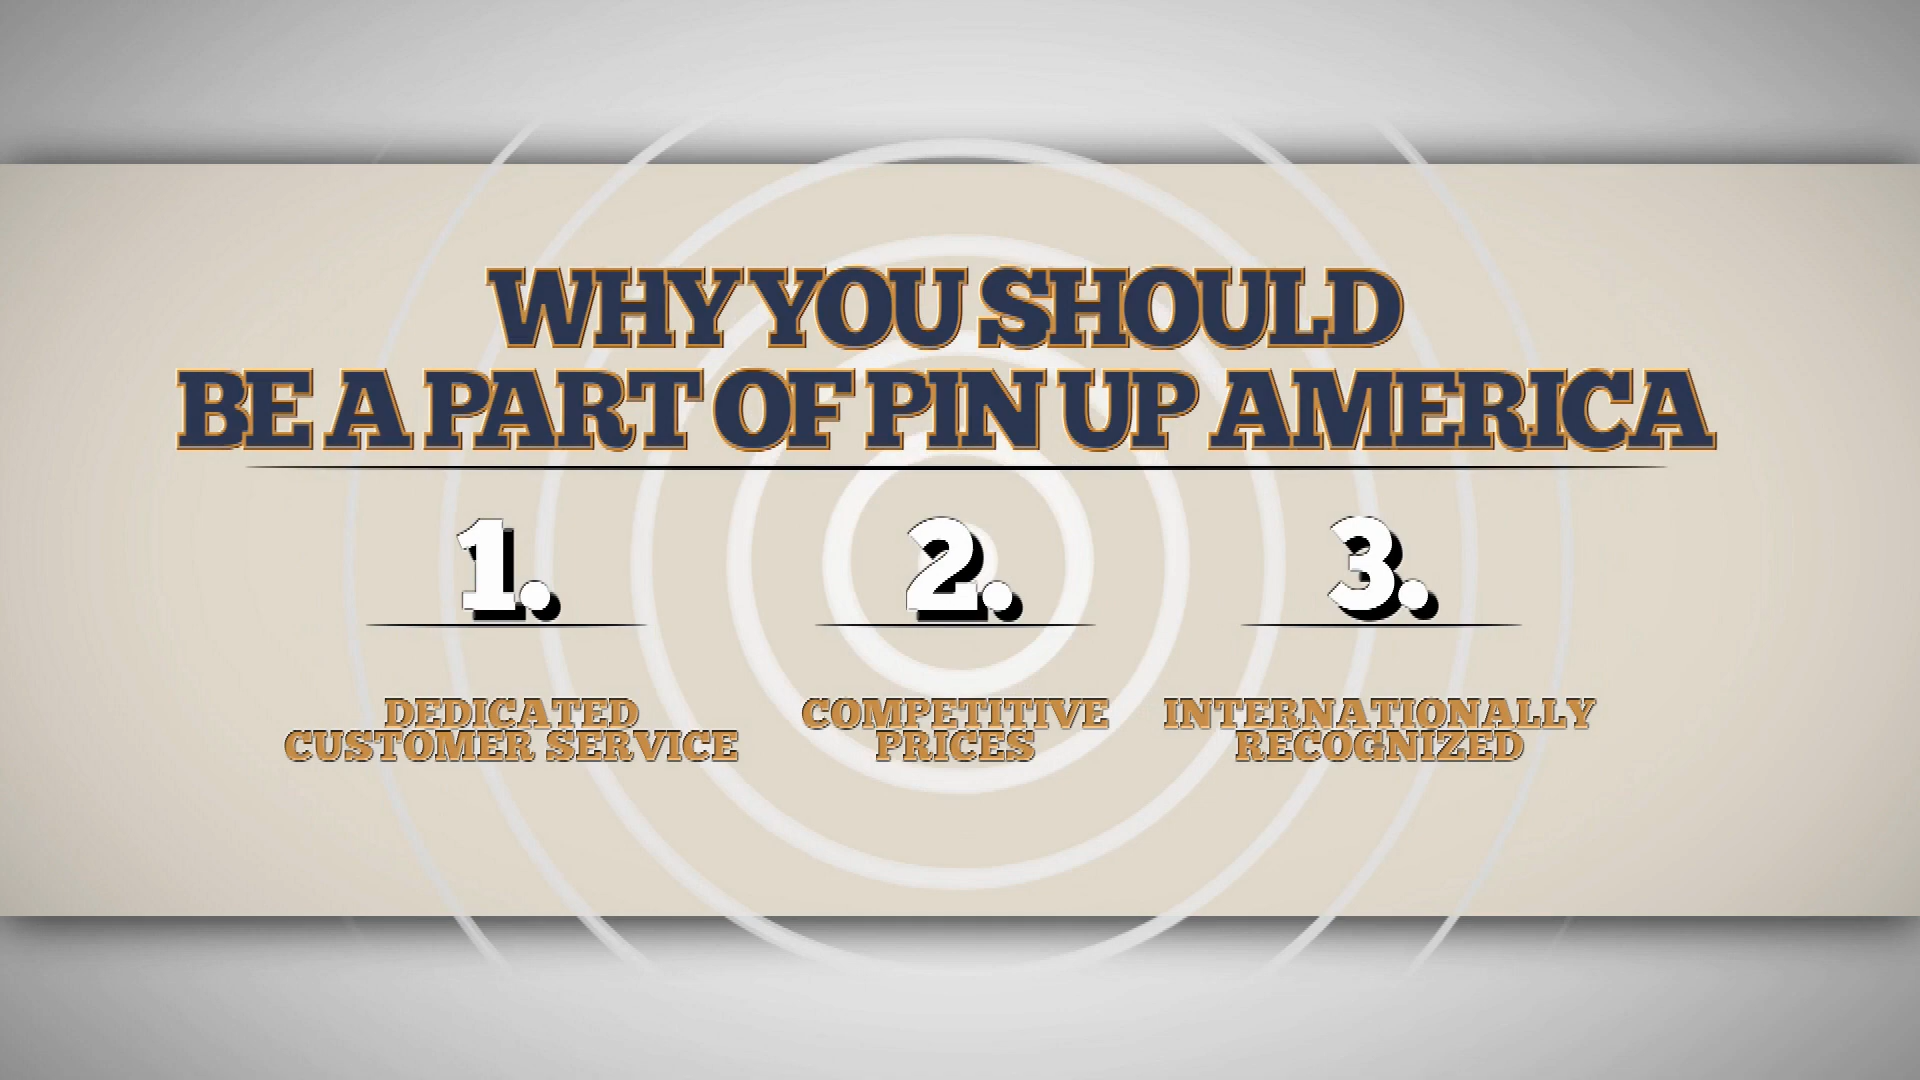 WHY YOU SHOULD
BE A PART OF PIN UP AMERICA
1.
DEDICATED
CUSTOMER SERVICE
2.
COMPETITIVE
PRICES
3.
INTERNATIONALLY
RECOGNIZED